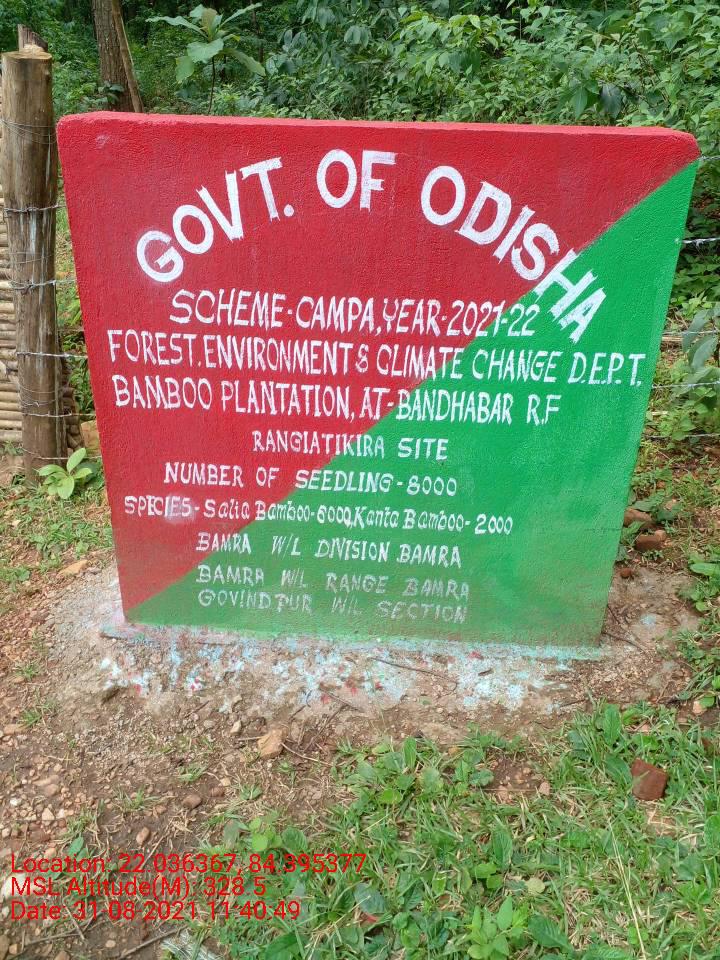 GOVT. OF ODISHA
SCHEME-CAMPA, YEAR-2021-22
FOREST, ENVIRONMENT & CLIMATE CHANGE D.E.P.T.
BAMBOO PLANTATION, AT-BANDHABAR R.F
RANGIATIKIRA SITE
NUMBER OF SEEDLING-8000
SPECIES-Salia Bamboo-6000,Kanta Bamboo-2000
BAMRA W/L DIVISION BAMRA
BAMRA W/L RANGE BAMRA
GOVINDPUR W/L SECTION
Location: 22.036367, 84.395377
MSL Altitude(M): 328.5
Date: 31-08-2021 11:40:49